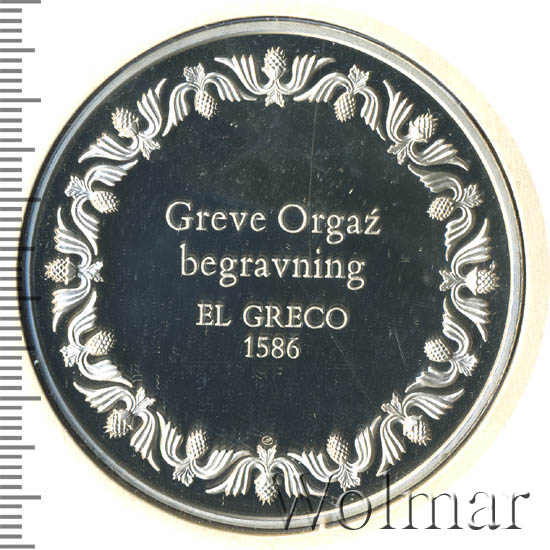 Greve Orgaź
begravning
EL GRECO
1586
Wolmar